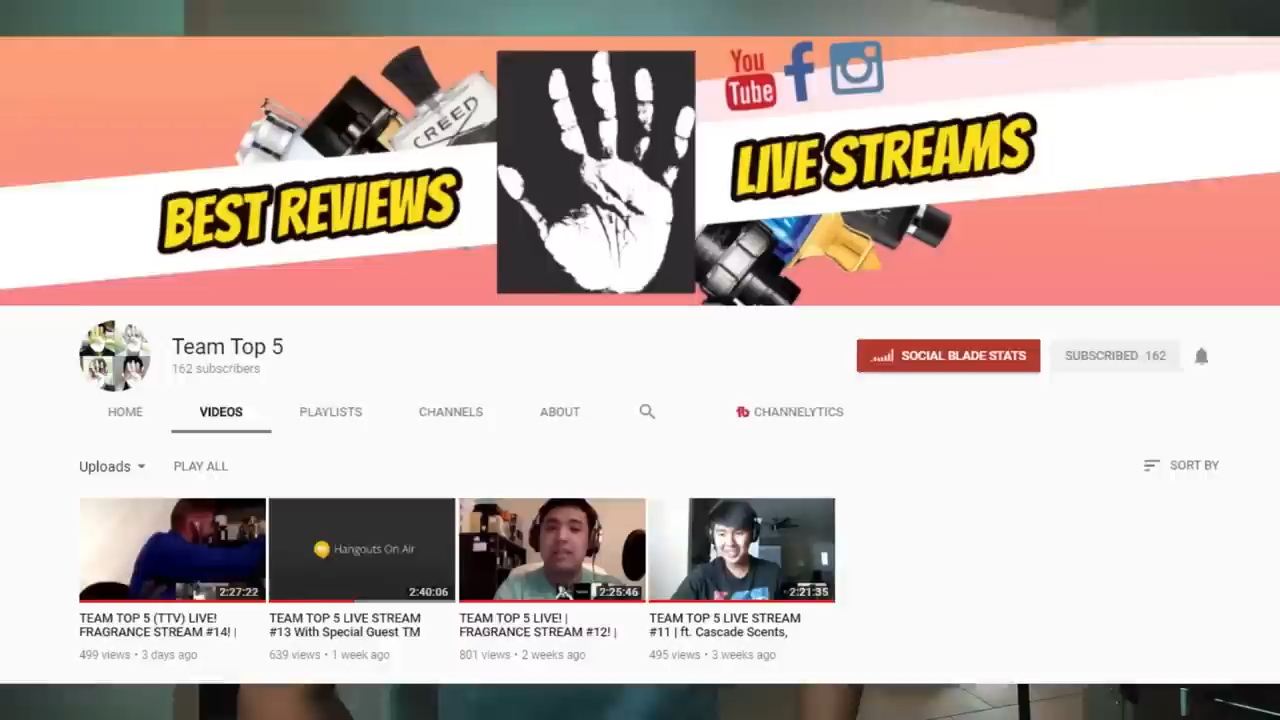 You
Tube
CREED
BEST REVIEWS
LIVE STREAMS
Team Top 5
162 subscribers
SOCIAL BLADE STATS
SUBSCRIBED 162
HOME
VIDEOS
PLAYLISTS
CHANNELS
ABOUT
CHANNELYTICS
Uploads
PLAY ALL
SORT BY
2:27:22
Hangouts On Air
2:40:06
2:25:46
2:21:35
TEAM TOP 5 (TTV) LIVE!
FRAGRANCE STREAM #14! |
499 views • 3 days ago
TEAM TOP 5 LIVE STREAM
#13 With Special Guest TM
639 views • 1 week ago
TEAM TOP 5 LIVE! |
FRAGRANCE STREAM #12! |
801 views • 2 weeks ago
TEAM TOP 5 LIVE STREAM
#11 | ft. Cascade Scents,
495 views • 3 weeks ago